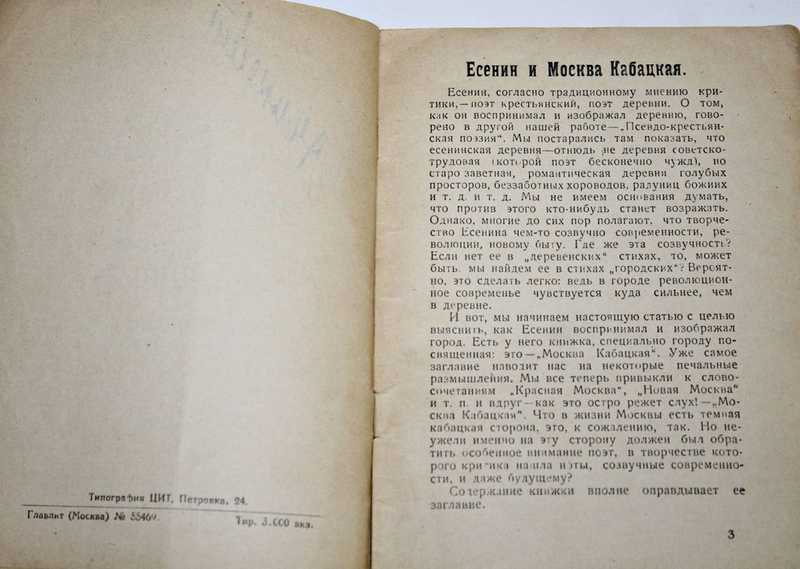 Типография ЦИТ, Петровка, 24.
Главлит (Москва) № 55469.
Тир. 3.000 экз.
Есенин и Москва Кабацкая.
Есенин, согласно традиционному мнению кри-
тики,—поэт крестьянский, поэт деревни. О том,
как он воспринимал и изображал деревню, гово-
рено в другой нашей работе—„Псевдо-крестьян-
ская поэзия“. Мы постарались там показать, что
есенинская деревня—отнюдь не деревня советско-
трудовая (которой поэт бесконечно чужд), но
старо заветная, романтическая деревня голубых
просторов, беззаботных хороводов, радуниц божиих
и т. д. и т. д. Мы не имеем основания думать,
что против этого кто-нибудь станет возражать.
Однако, многие до сих пор полагают, что творче-
ство Есенина чем-то созвучно современности, ре-
волюции, новому быту. Где же эта созвучность?
Если нет ее в „деревенских“ стихах, то, может
быть, мы найдем ее в стихах „городских“? Вероят-
но, это сделать легко: ведь в городе революцион-
ное современье чувствуется куда сильнее, чем
в деревне.
И вот, мы начинаем настоящую статью с целью
выяснить, как Есенин воспринимал и изображал
город. Есть у него книжка, специально городу по-
священная: это—„Москва Кабацкая“. Уже самое
заглавие наводит нас на некоторые печальные
размышления. Мы все теперь привыкли к слово-
сочетаниям „Красная Москва“, „Новая Москва“
и т. п. и вдруг—как это остро режет слух!—„Мо-
сква Кабацкая“. Что в жизни Москвы есть темная
кабацкая сторона, это, к сожалению, так. Но не-
ужели именно на эту сторону должен был обра-
тить особенное внимание поэт, в творчестве кото-
рого критика нашла ноты, созвучные современно-
сти, и даже будущему?
Содержание книжки вполне оправдывает ее
заглавие.
3